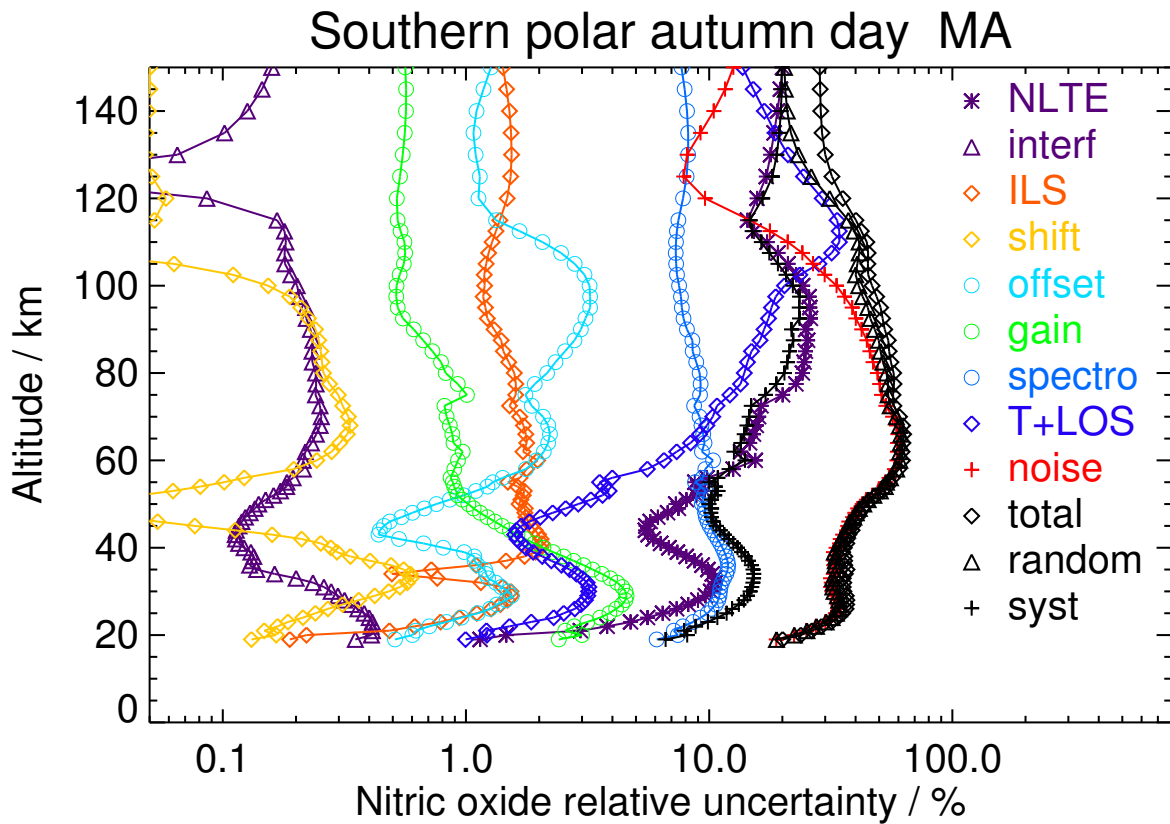 Southern polar autumn day  MA
Altitude / km
140
120
100
80
60
40
20
0
NLTE
interf
ILS
shift
offset
gain
spectro
T+LOS
noise
total
random
syst
0.1
1.0
10.0
100.0
Nitric oxide relative uncertainty / %